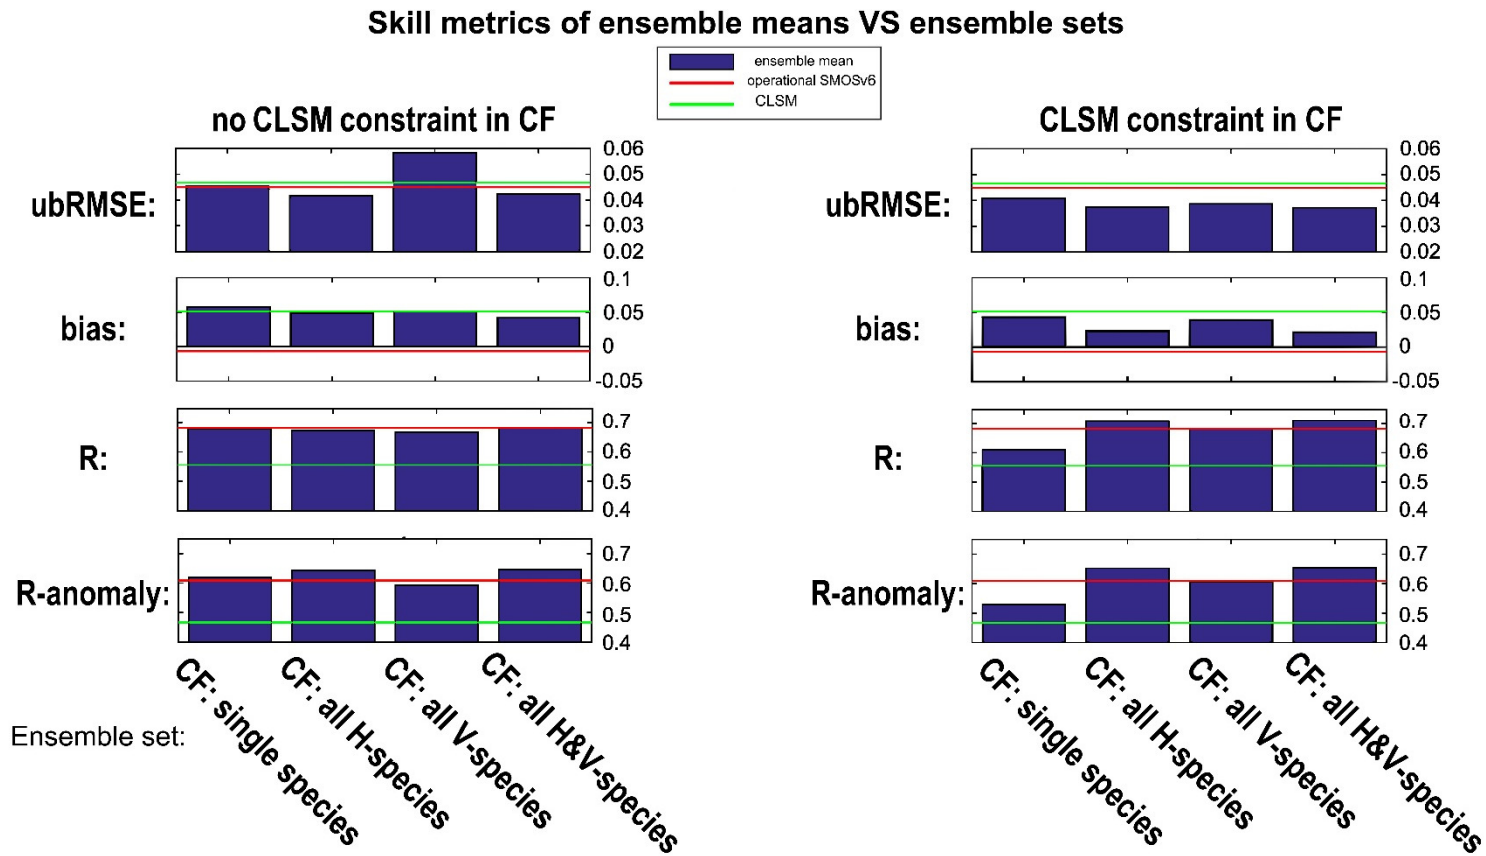 Skill metrics of ensemble means VS ensemble sets
ensemble mean
operational SMOSv6
CLSM
no CLSM constraint in CF
ubRMSE:
0.06
0.05
0.04
0.03
0.02
bias:
0.1
0.05
0
-0.05
R:
0.7
0.6
0.5
0.4
R-anomaly:
0.7
0.6
0.5
0.4
Ensemble set:
CF: single species
CF: all H-species
CF: all V-species
CF: all H&V-species
CLSM constraint in CF
ubRMSE:
0.06
0.05
0.04
0.03
0.02
bias:
0.1
0.05
0
-0.05
R:
0.7
0.6
0.5
0.4
R-anomaly:
0.7
0.6
0.5
0.4
CF: single species
CF: all H-species
CF: all V-species
CF: all H&V-species